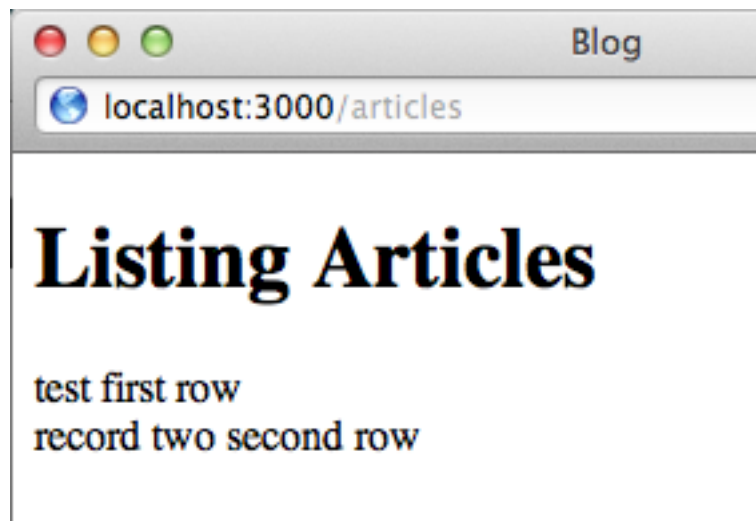 Blog
localhost:3000/articles
Listing Articles
test first row
record two second row